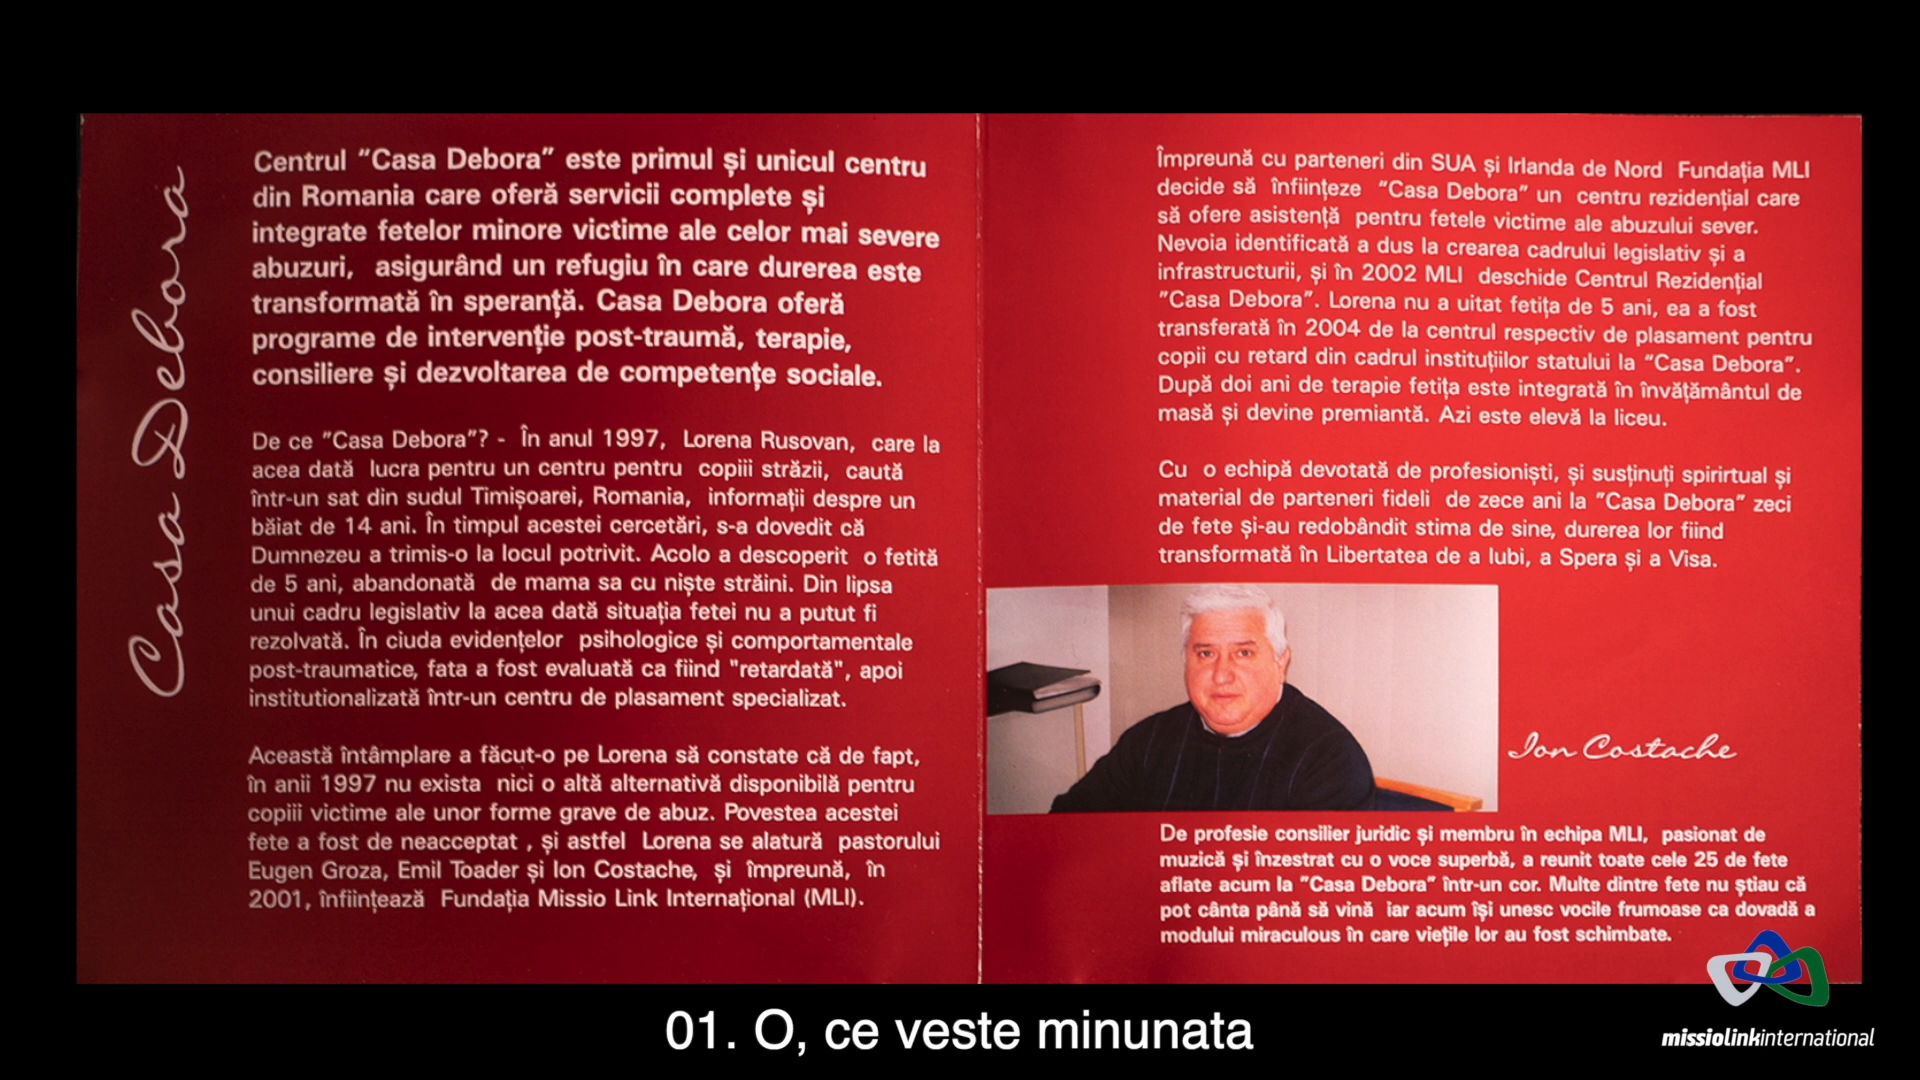 Casa Debora
Centrul "Casa Debora" este primul și unicul centru
din Romania care oferă servicii complete și
integrate fetelor minore victime ale celor mai severe
abuzuri, asigurând un refugiu în care durerea este
transformată în speranță. Casa Debora oferă
programe de intervenție post-traumă, terapie,
consiliere și dezvoltarea de competențe sociale.
De ce "Casa Debora"? - În anul 1997, Lorena Rusovan, care la
acea dată lucra pentru un centru pentru copiii străzii, caută
într-un sat din sudul Timișoarei, Romania, informații despre un
băiat de 14 ani. În timpul acestei cercetări, s-a dovedit că
Dumnezeu a trimis-o la locul potrivit. Acolo a descoperit o fetită
de 5 ani, abandonată de mama sa cu niște străini. Din lipsa
unui cadru legislativ la acea dată situația fetei nu a putut fi
rezolvată. În ciuda evidențelor psihologice și comportamentale
post-traumatice, fata a fost evaluată ca fiind "retardată", apoi
institutionalizată într-un centru de plasament specializat.
Această întâmplare a făcut-o pe Lorena să constate că de fapt,
în anii 1997 nu exista nici o altă alternativă disponibilă pentru
copiii victime ale unor forme grave de abuz. Povestea acestei
fete a fost de neacceptat , și astfel Lorena se alatură pastorului
Eugen Groza, Emil Toader și Ion Costache, și împreună, în
2001, înființează Fundația Missio Link Internațional (MLI).
Împreună cu parteneri din SUA și Irlanda de Nord Fundația MLI
decide să înființeze "Casa Debora" un centru rezidențial care
să ofere asistență pentru fetele victime ale abuzului sever.
Nevoia identificată a dus la crearea cadrului legislativ și a
infrastructurii, și în 2002 MLI deschide Centrul Rezidențial
"Casa Debora". Lorena nu a uitat fetița de 5 ani, ea a fost
transferată în 2004 de la centrul respectiv de plasament pentru
copii cu retard din cadrul instituțiilor statului la "Casa Debora".
După doi ani de terapie fetița este integrată în învățământul de
masă și devine premiantă. Azi este elevă la liceu.
Cu o echipă devotată de profesioniști, și susținuți spirirtual și
material de parteneri fideli de zece ani la "Casa Debora" zeci
de fete și-au redobândit stima de sine, durerea lor fiind
transformată în Libertatea de a Iubi, a Spera și a Visa.
Ion Costache
De profesie consilier juridic și membru în echipa MLI, pasionat de
muzică și înzestrat cu o voce superbă, a reunit toate cele 25 de fete
aflate acum la "Casa Debora" într-un cor. Multe dintre fete nu știau că
pot cânta până să vină iar acum își unesc vocile frumoase ca dovadă a
modului miraculous în care viețile lor au fost schimbate.
missiolinkinternational
01. O, ce veste minunata